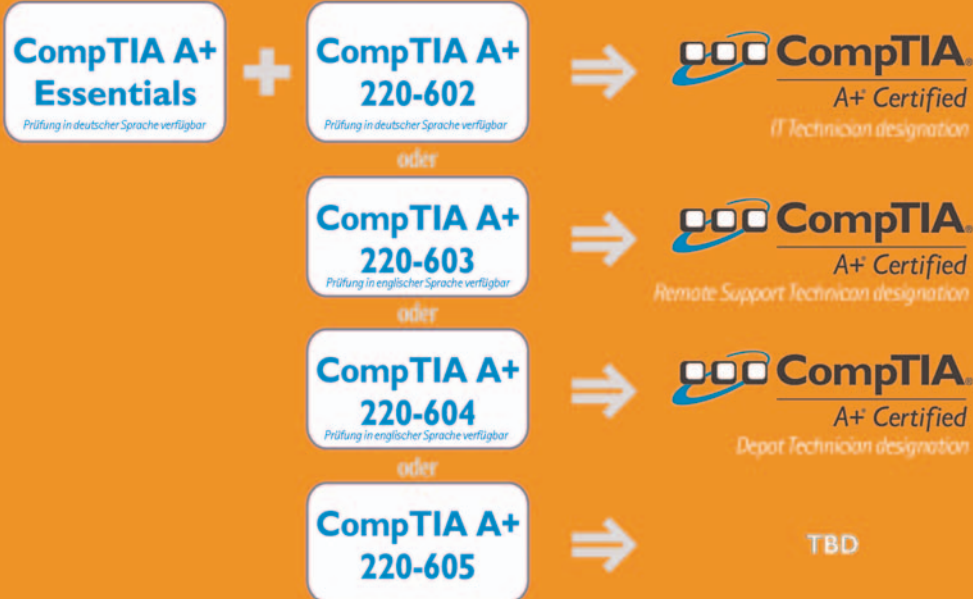 CompTIA A+
Essentials
Prüfung in deutscher Sprache verfügbar
CompTIA A+
220-602
Prüfung in deutscher Sprache verfügbar
CompTIA®
A+® Certified
IT Technician designation
oder
CompTIA A+
220-603
Prüfung in englischer Sprache verfügbar
CompTIA®
A+® Certified
Remote Support Technican designation
oder
CompTIA A+
220-604
Prüfung in englischer Sprache verfügbar
CompTIA®
A+® Certified
Depot Technician designation
oder
CompTIA A+
220-605
TBD